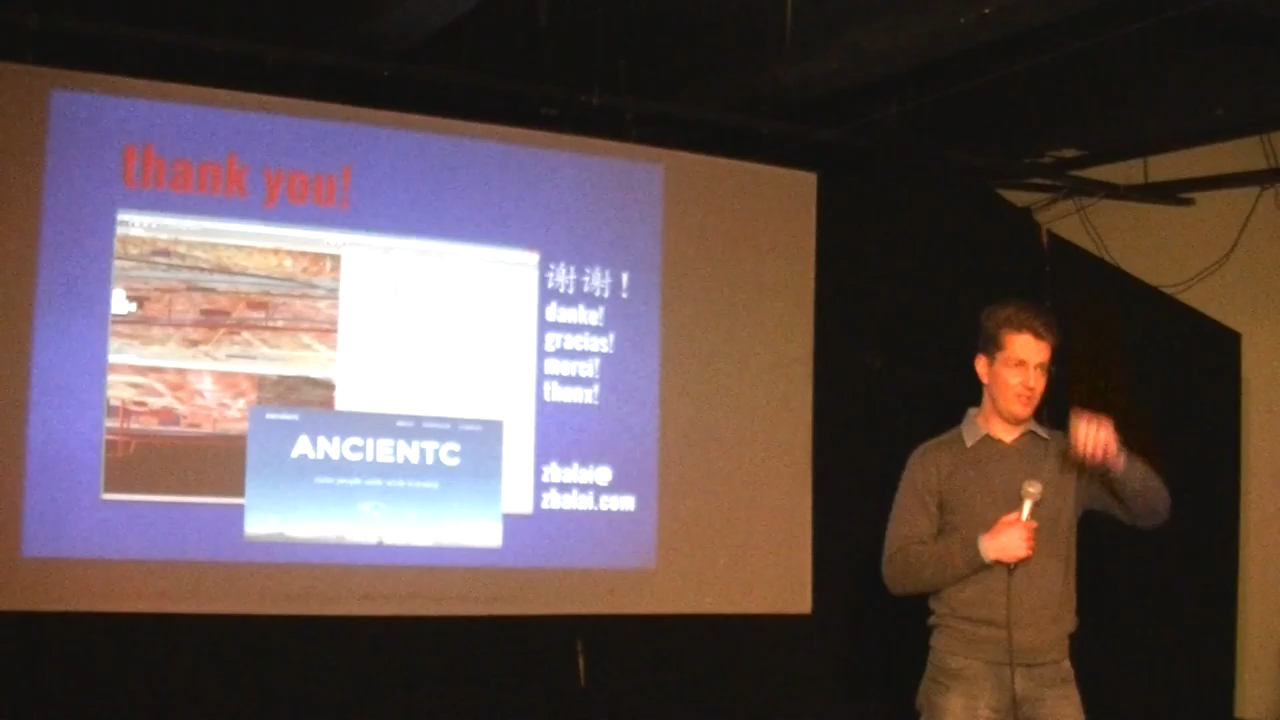 thank you!
谢谢！
danke!
gracias!
merci!
thanx!
ANCIENTC
zbalai@
zbalai.com